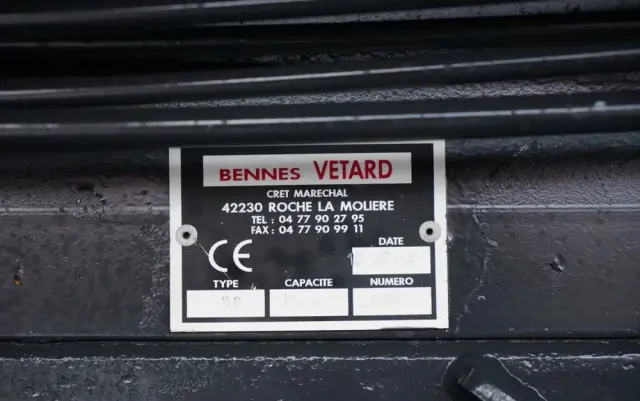 BENNES VETARD
CRET MARECHAL
42230 ROCHE LA MOLIERE
TEL : 04 77 90 27 95
FAX : 04 77 90 99 11
CE
DATE
TYPE CAPACITE NUMERO